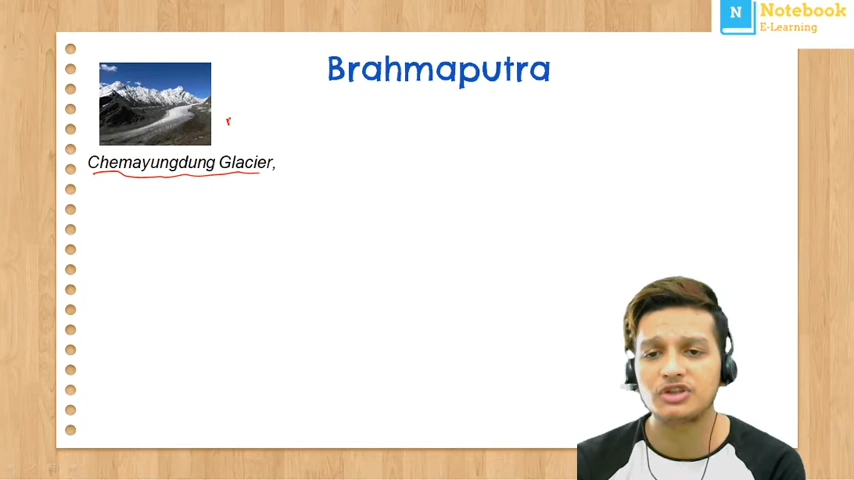 N
Notebook
E-Learning
Brahmaputra
r
Chemayungdung Glacier,